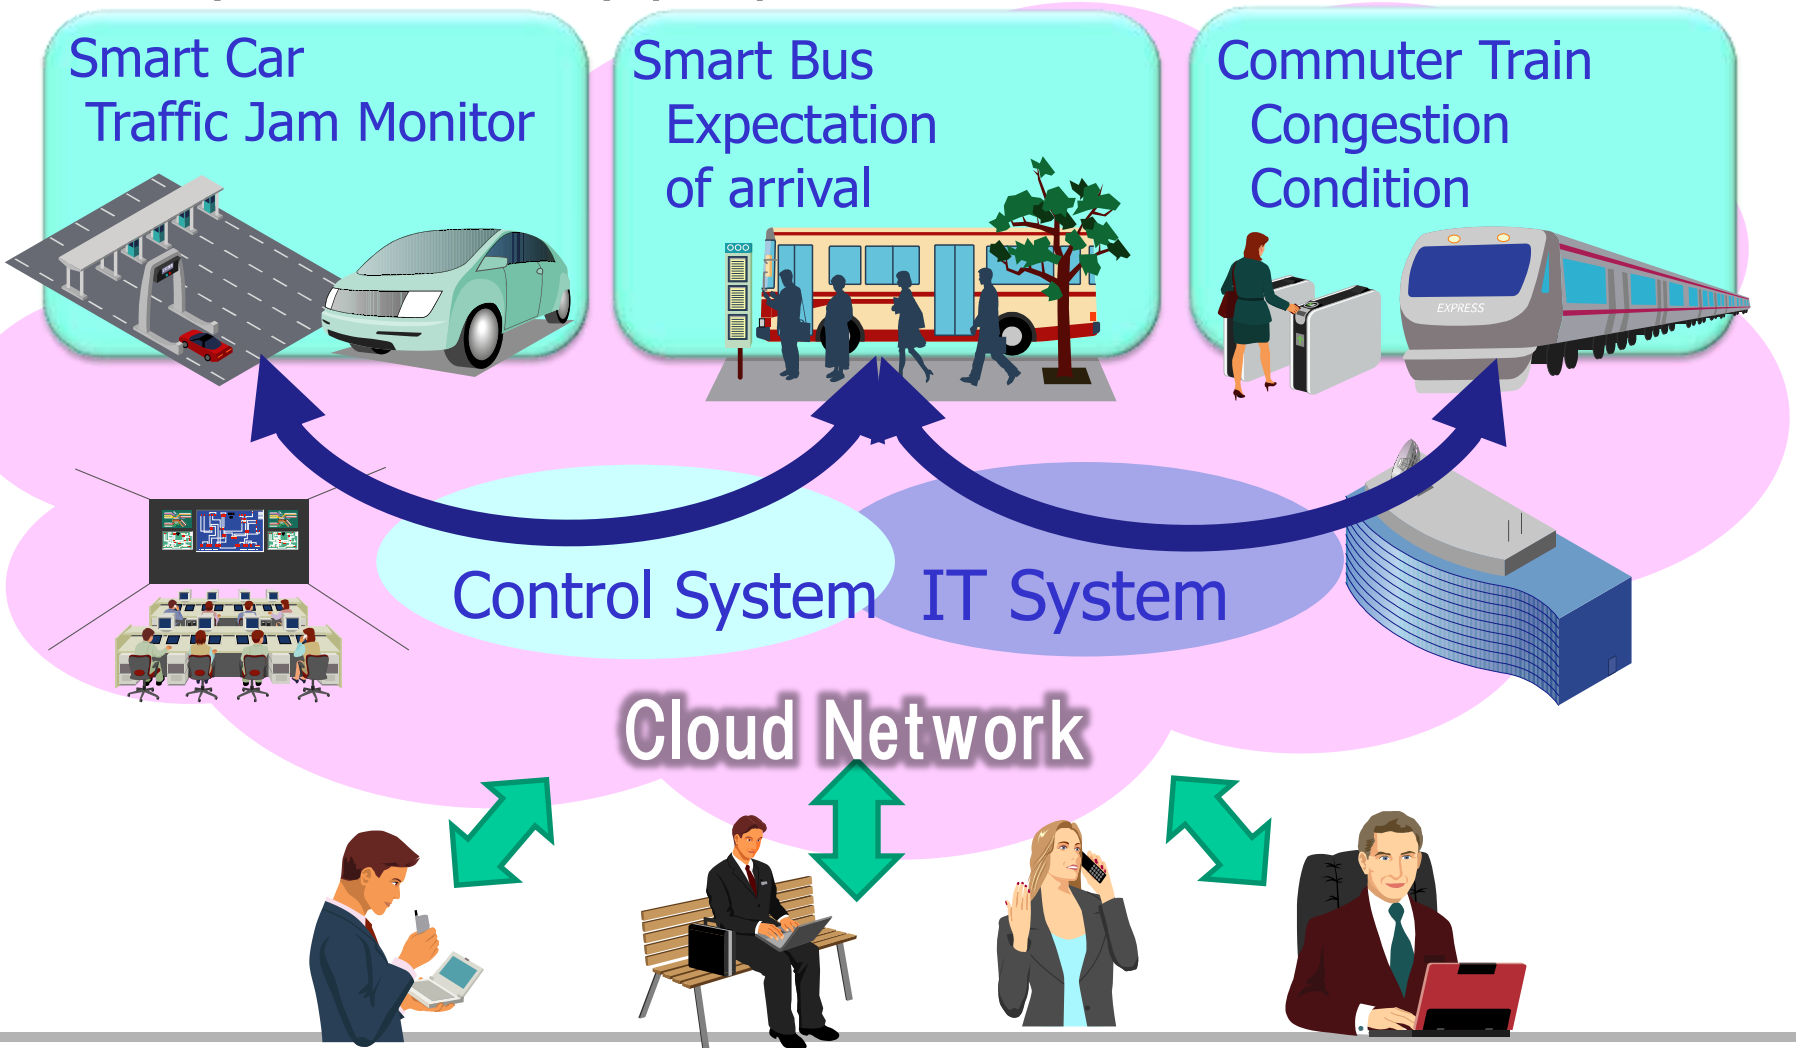 Smart Car
Traffic Jam Monitor
Smart Bus
Expectation
of arrival
Commuter Train
Congestion
Condition
EXPRESS
Control System
IT System
Cloud Network